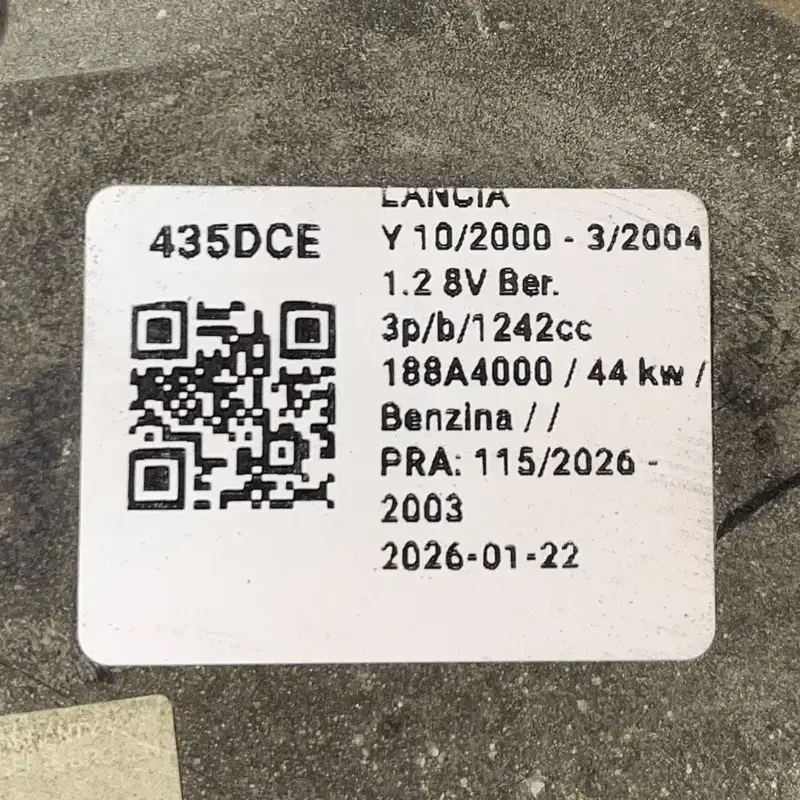 435DCE
LANCIA
Y 10/2000 - 3/2004
1.2 8V Ber.
3p/b/1242cc
188A4000 / 44 kw /
Benzina / /
PRA: 115/2026 -
2003
2026-01-22